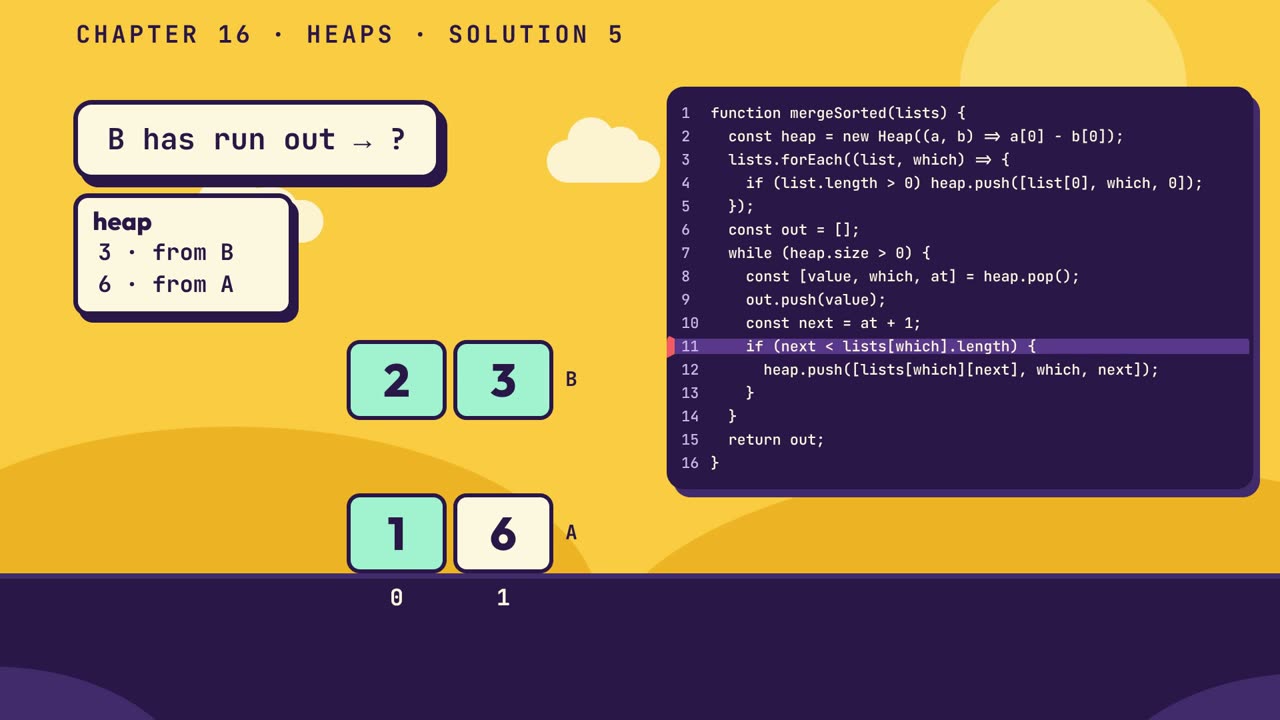 CHAPTER 16 · HEAPS · SOLUTION 5
B has run out → ?
heap
3 · from B
6 · from A
2 3 B
1 6 A
0 1
1 function mergeSorted(lists) {
2 const heap = new Heap((a, b) => a[0] - b[0]);
3 lists.forEach((list, which) => {
4 if (list.length > 0) heap.push([list[0], which, 0]);
5 });
6 const out = [];
7 while (heap.size > 0) {
8 const [value, which, at] = heap.pop();
9 out.push(value);
10 const next = at + 1;
11 if (next < lists[which].length) {
12 heap.push([lists[which][next], which, next]);
13 }
14 }
15 return out;
16 }